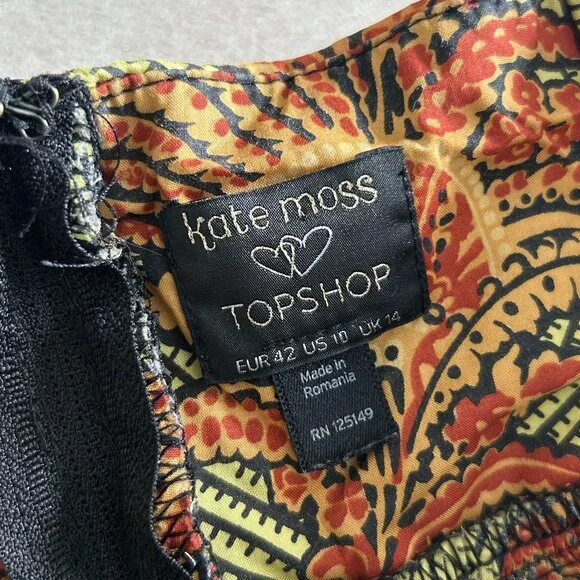 kate moss
TOPSHOP
EUR 42 US 10 UK 14
Made in
Romania
RN 125149